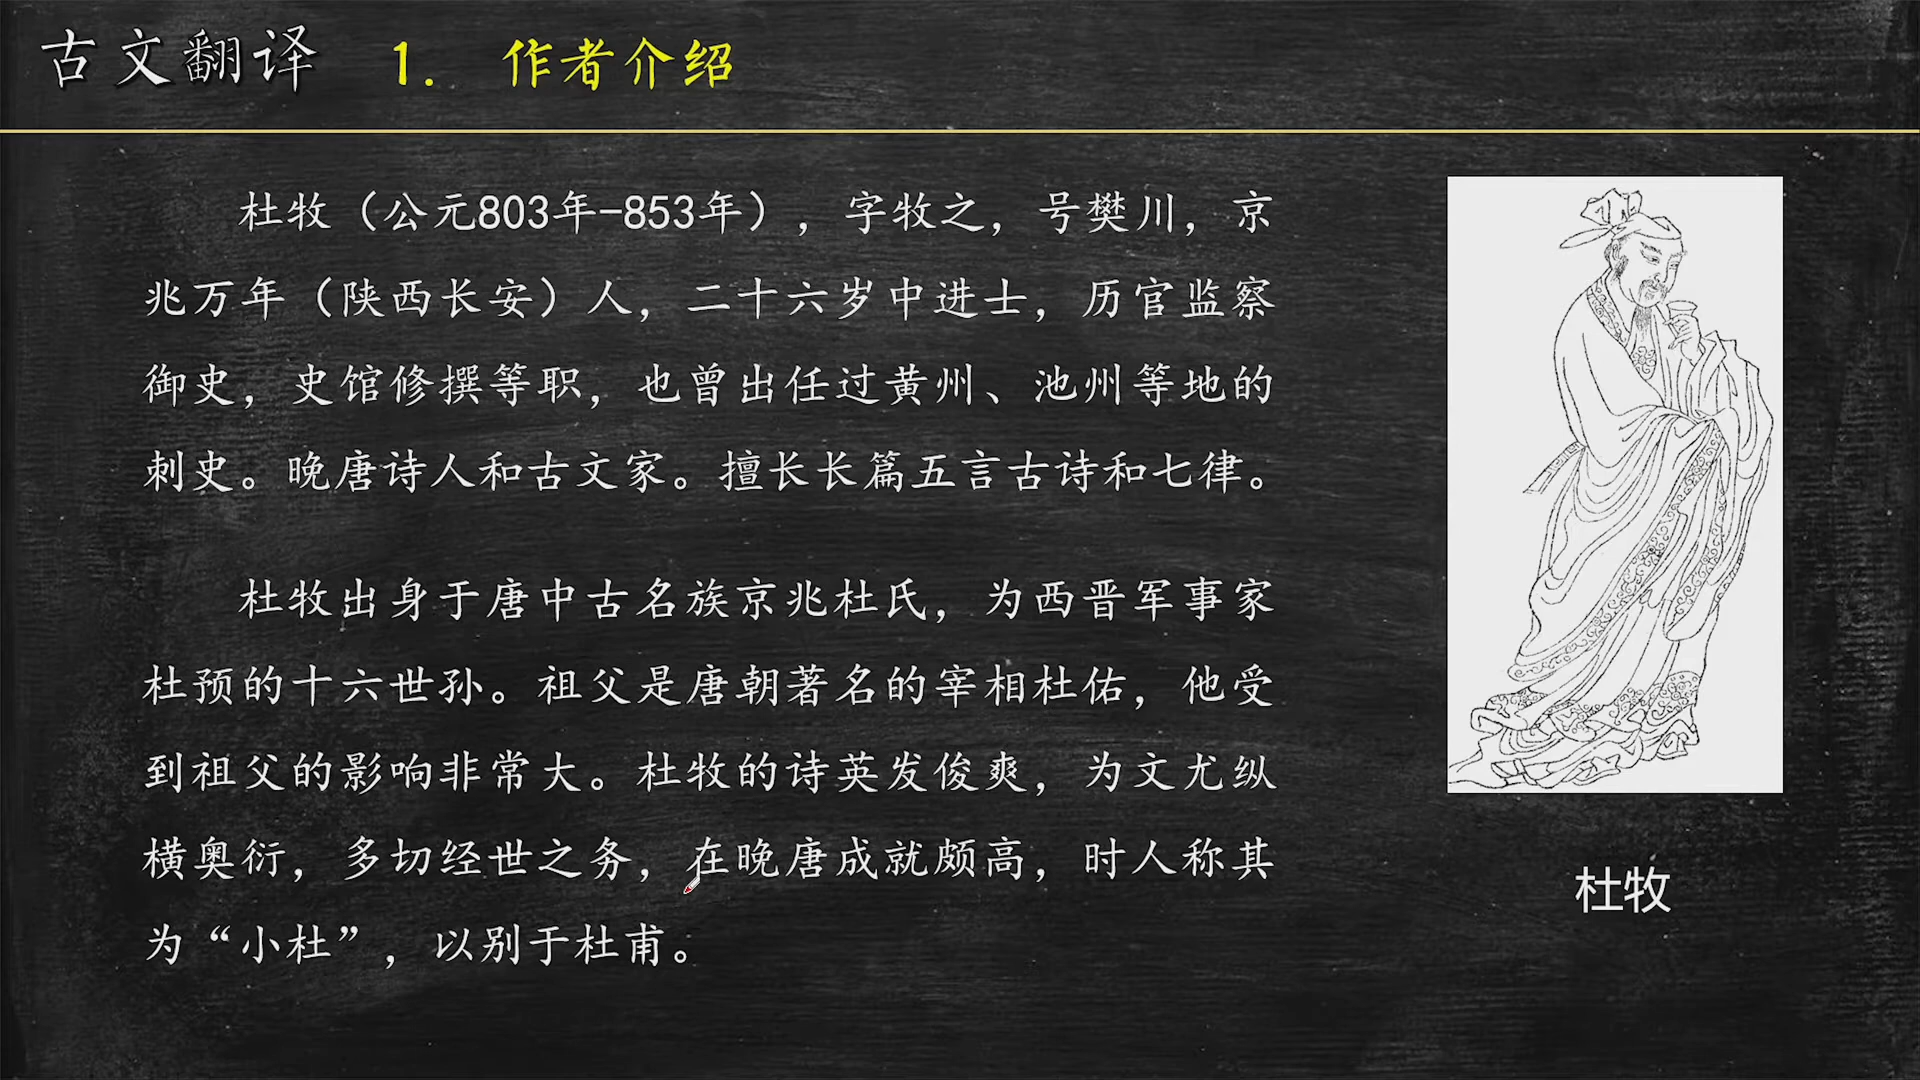 古文翻译 1. 作者介绍
杜牧（公元803年-853年），字牧之，号樊川，京
兆万年（陕西长安）人，二十六岁中进士，历官监察
御史，史馆修撰等职，也曾出任过黄州、池州等地的
刺史。晚唐诗人和古文家。擅长长篇五言古诗和七律。
杜牧出身于唐中古名族京兆杜氏，为西晋军事家
杜预的十六世孙。祖父是唐朝著名的宰相杜佑，他受
到祖父的影响非常大。杜牧的诗英发俊爽，为文尤纵
横奥衍，多切经世之务，在晚唐成就颇高，时人称其
为“小杜”，以别于杜甫。
杜牧